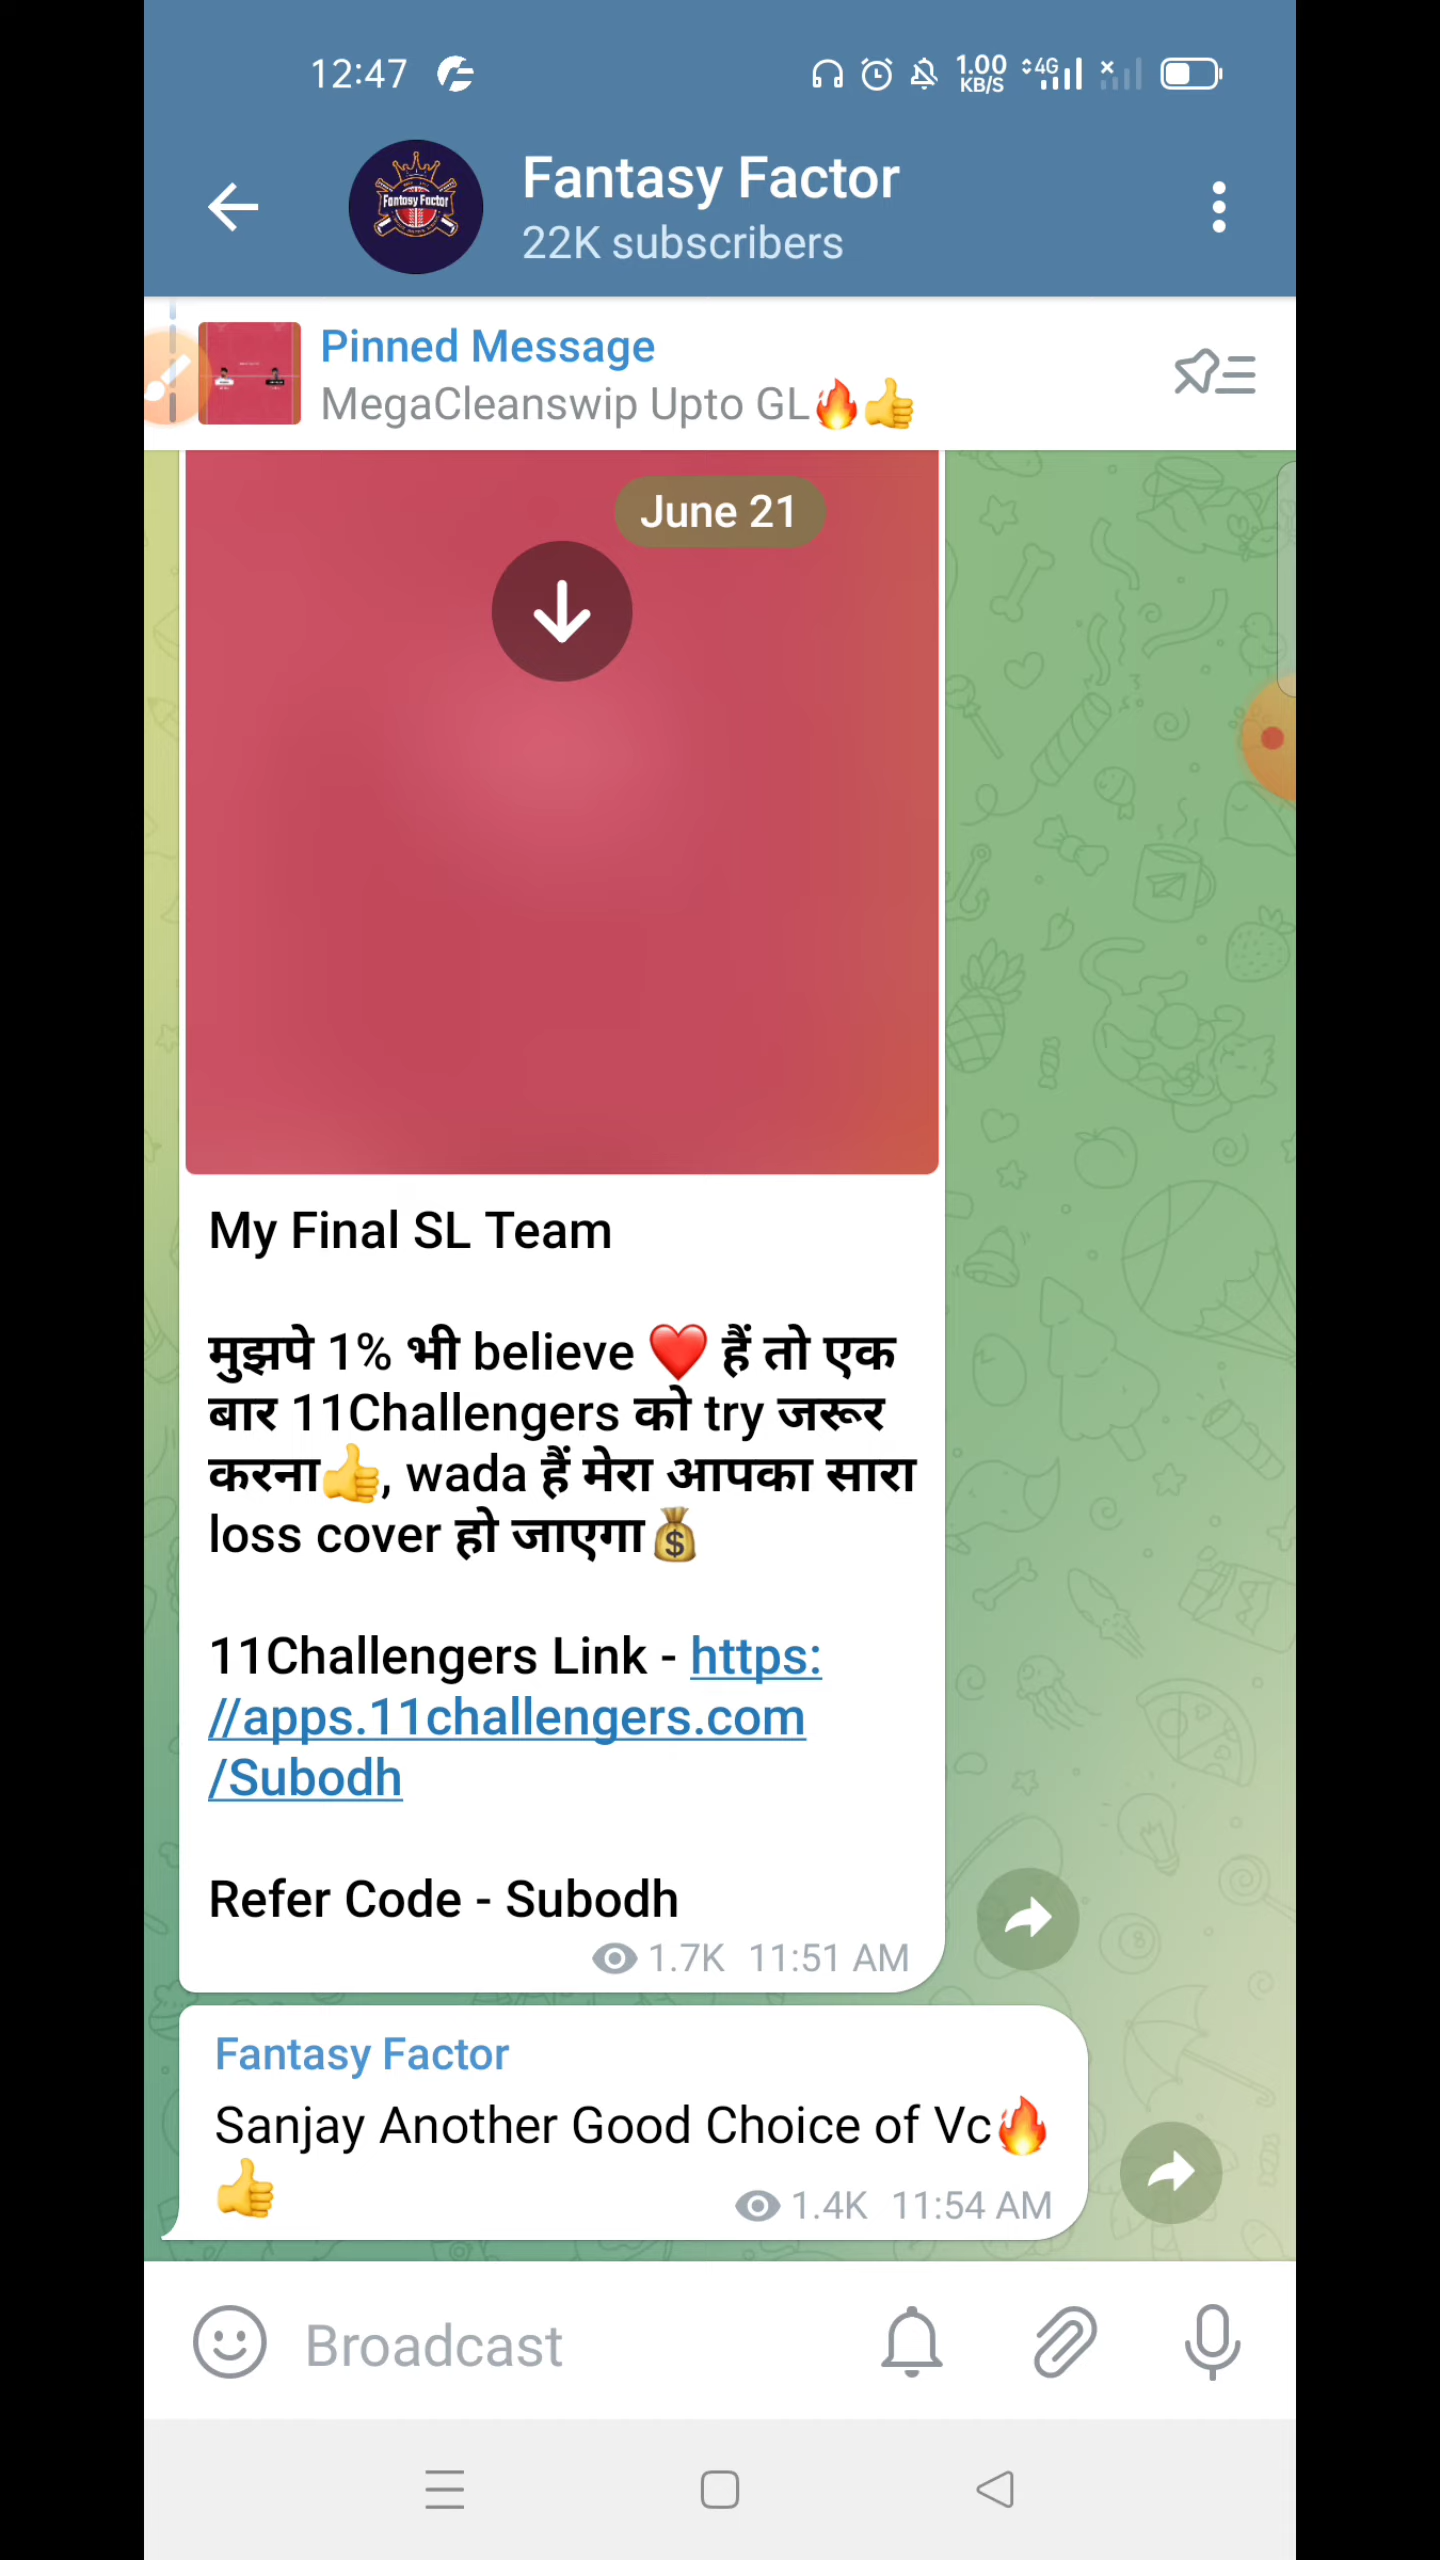 12:47
1.00
KB/S
4G
Fantasy Factor
Fantasy Factor
22K subscribers
Pinned Message
MegaCleanswip Upto GL🔥👍
June 21
My Final SL Team
मुझपे 1% भी believe ❤️ हैं तो एक
बार 11Challengers को try जरूर
करना👍, wada हैं मेरा आपका सारा
loss cover हो जाएगा💰
11Challengers Link - https:
//apps.11challengers.com
/Subodh
Refer Code - Subodh
1.7K 11:51 AM
Fantasy Factor
Sanjay Another Good Choice of Vc🔥
👍
1.4K 11:54 AM
Broadcast